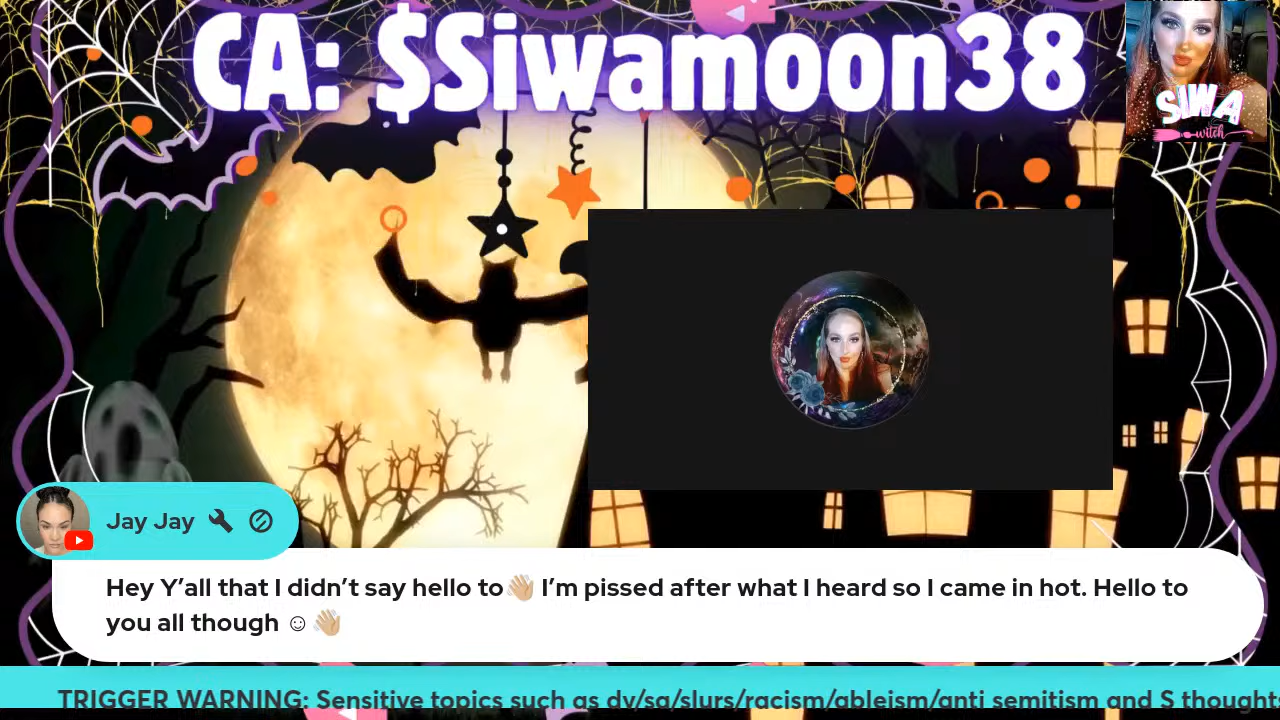 CA: $Siwamoon38
SIWA
witch
Jay Jay
Hey Y’all that I didn’t say hello to👋🏼 I’m pissed after what I heard so I came in hot. Hello to
you all though ☺️👋🏼
TRIGGER WARNING: Sensitive topics such as dv/sa/slurs/racism/ableism/anti semitism and S thought